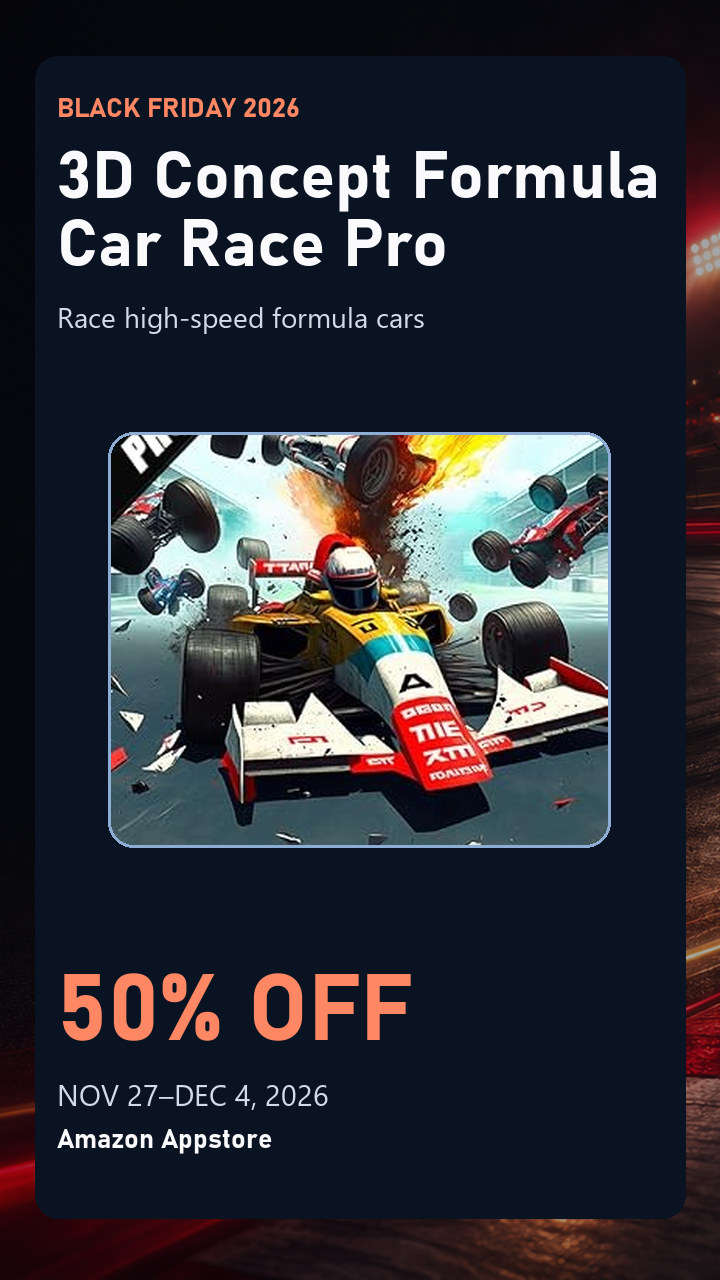 BLACK FRIDAY 2026
3D Concept Formula
Car Race Pro
Race high-speed formula cars
A
TIE
50% OFF
NOV 27–DEC 4, 2026
Amazon Appstore